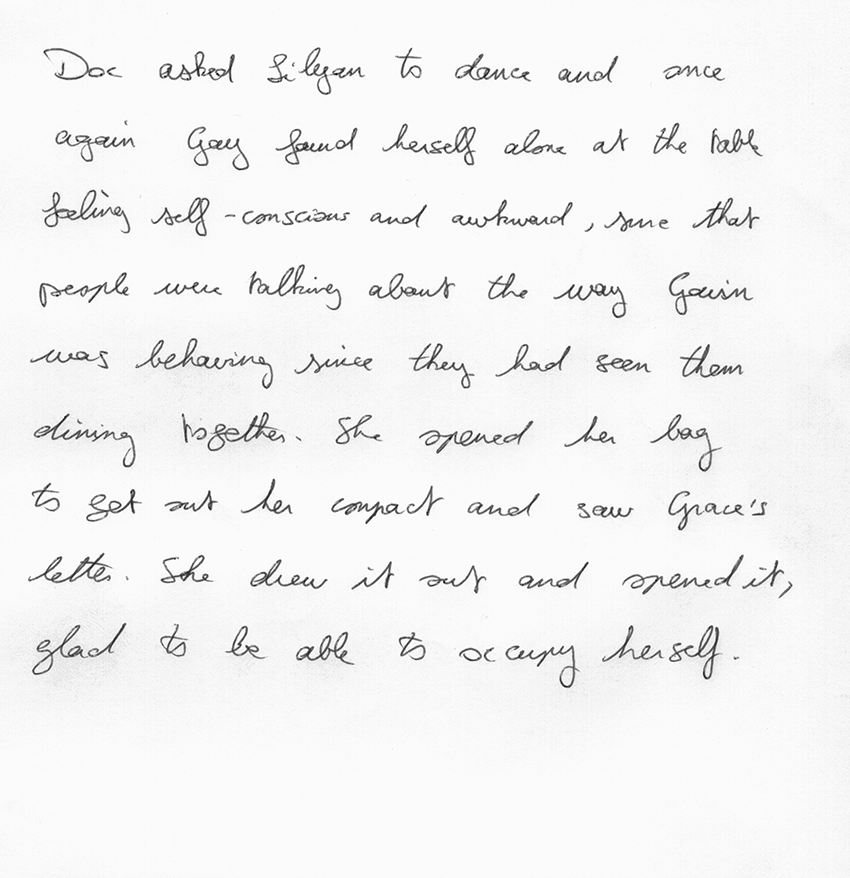 Doc asked Lilyan to dance and once
again Gay found herself alone at the table
feeling self-conscious and awkward, sure that
people were talking about the way Gavin
was behaving since they had seen them
dining together. She opened her bag
to get out her compact and saw Grace's
letter. She drew it out and opened it,
glad to be able to occupy herself.